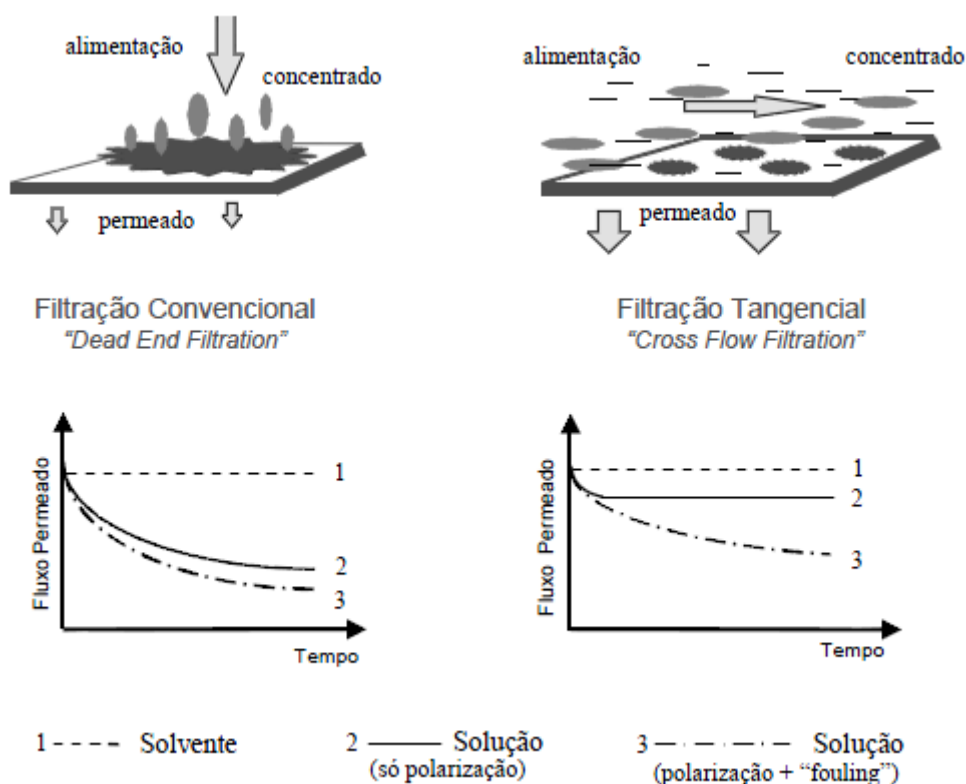 alimentação
concentrado
permeado
Filtração Convencional
"Dead End Filtration"
alimentação
concentrado
permeado
Filtração Tangencial
"Cross Flow Filtration"
Fluxo Permeado
1
2
3
Tempo
Fluxo Permeado
1
2
3
Tempo
1 Solvente
2 Solução
(só polarização)
3 Solução
(polarização + "fouling")